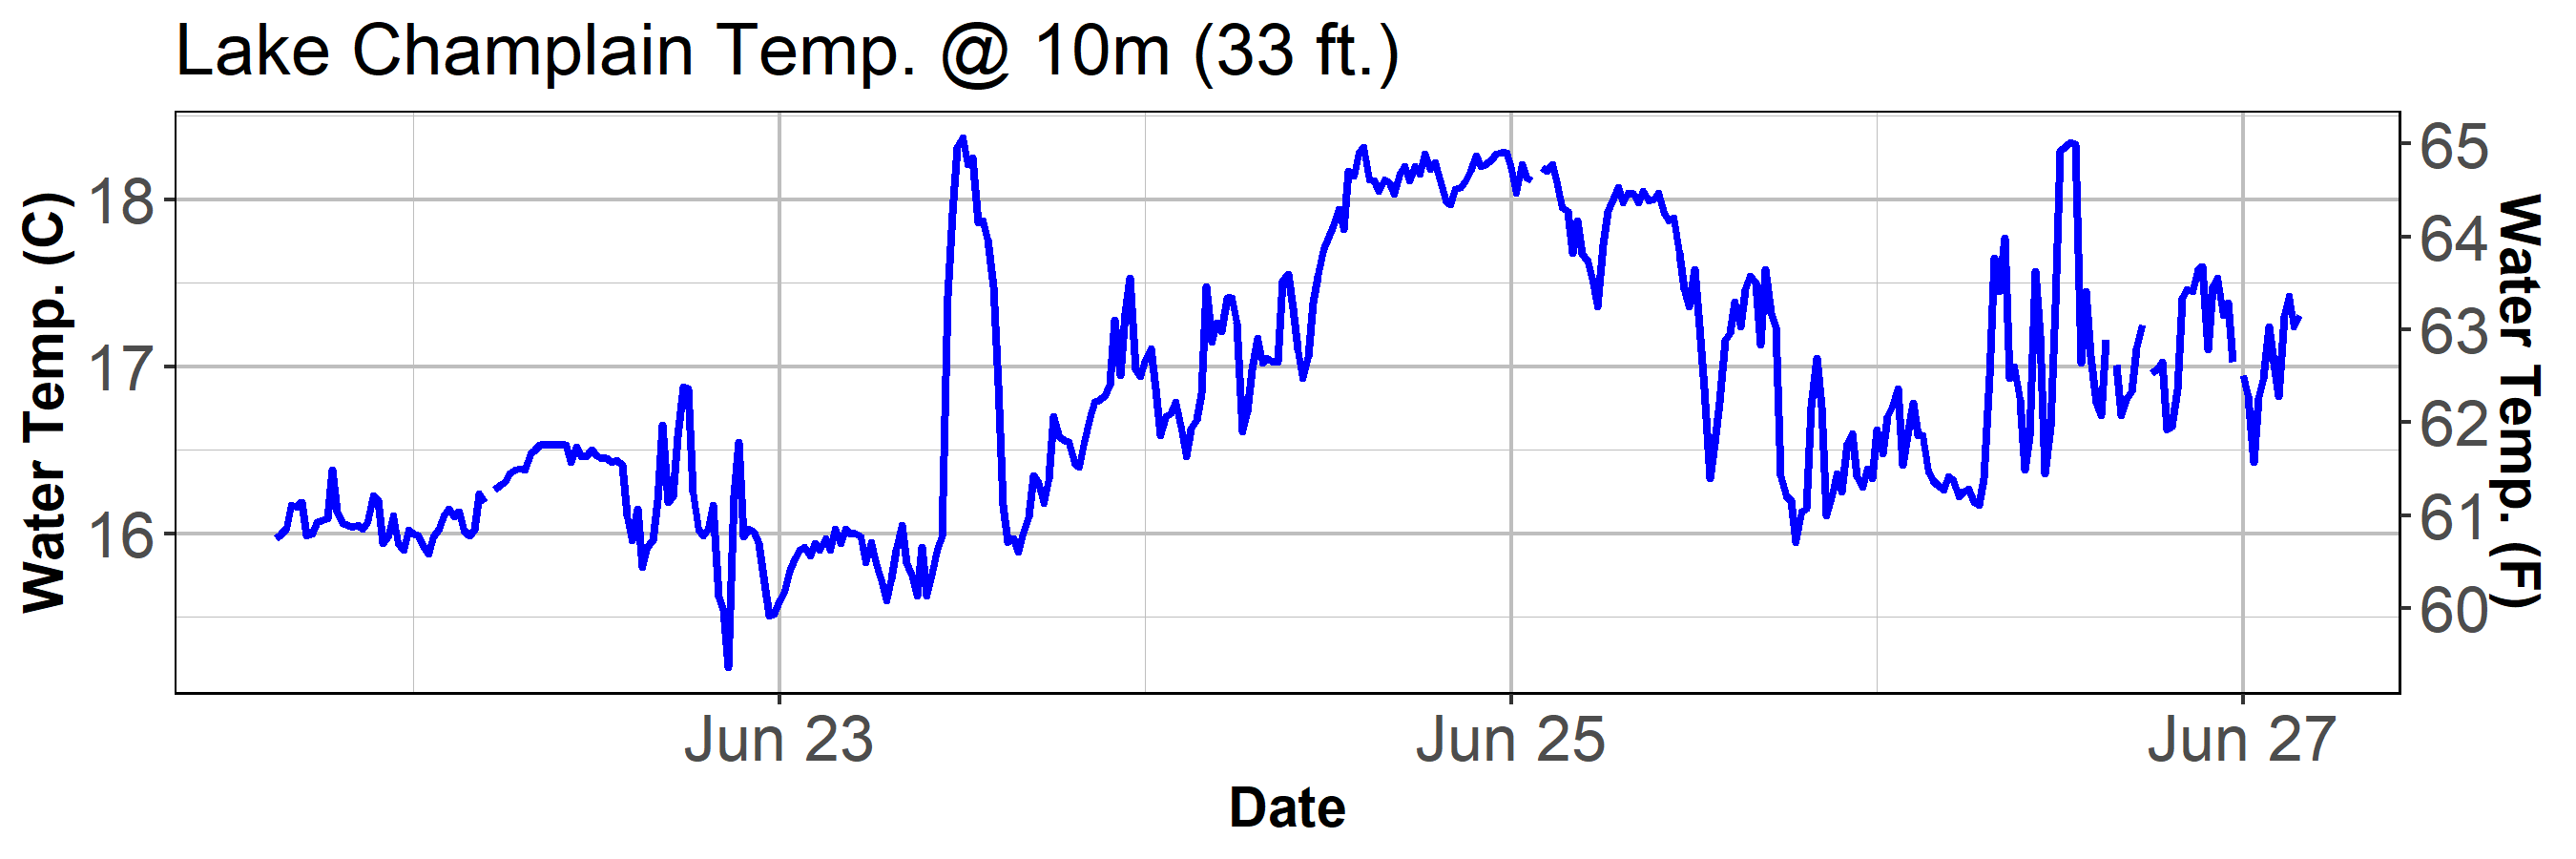 Lake Champlain Temp. @ 10m (33 ft.)
Water Temp. (C)
18
17
16
65
64
63
62
61
60
Water Temp. (F)
Jun 23
Jun 25
Jun 27
Date